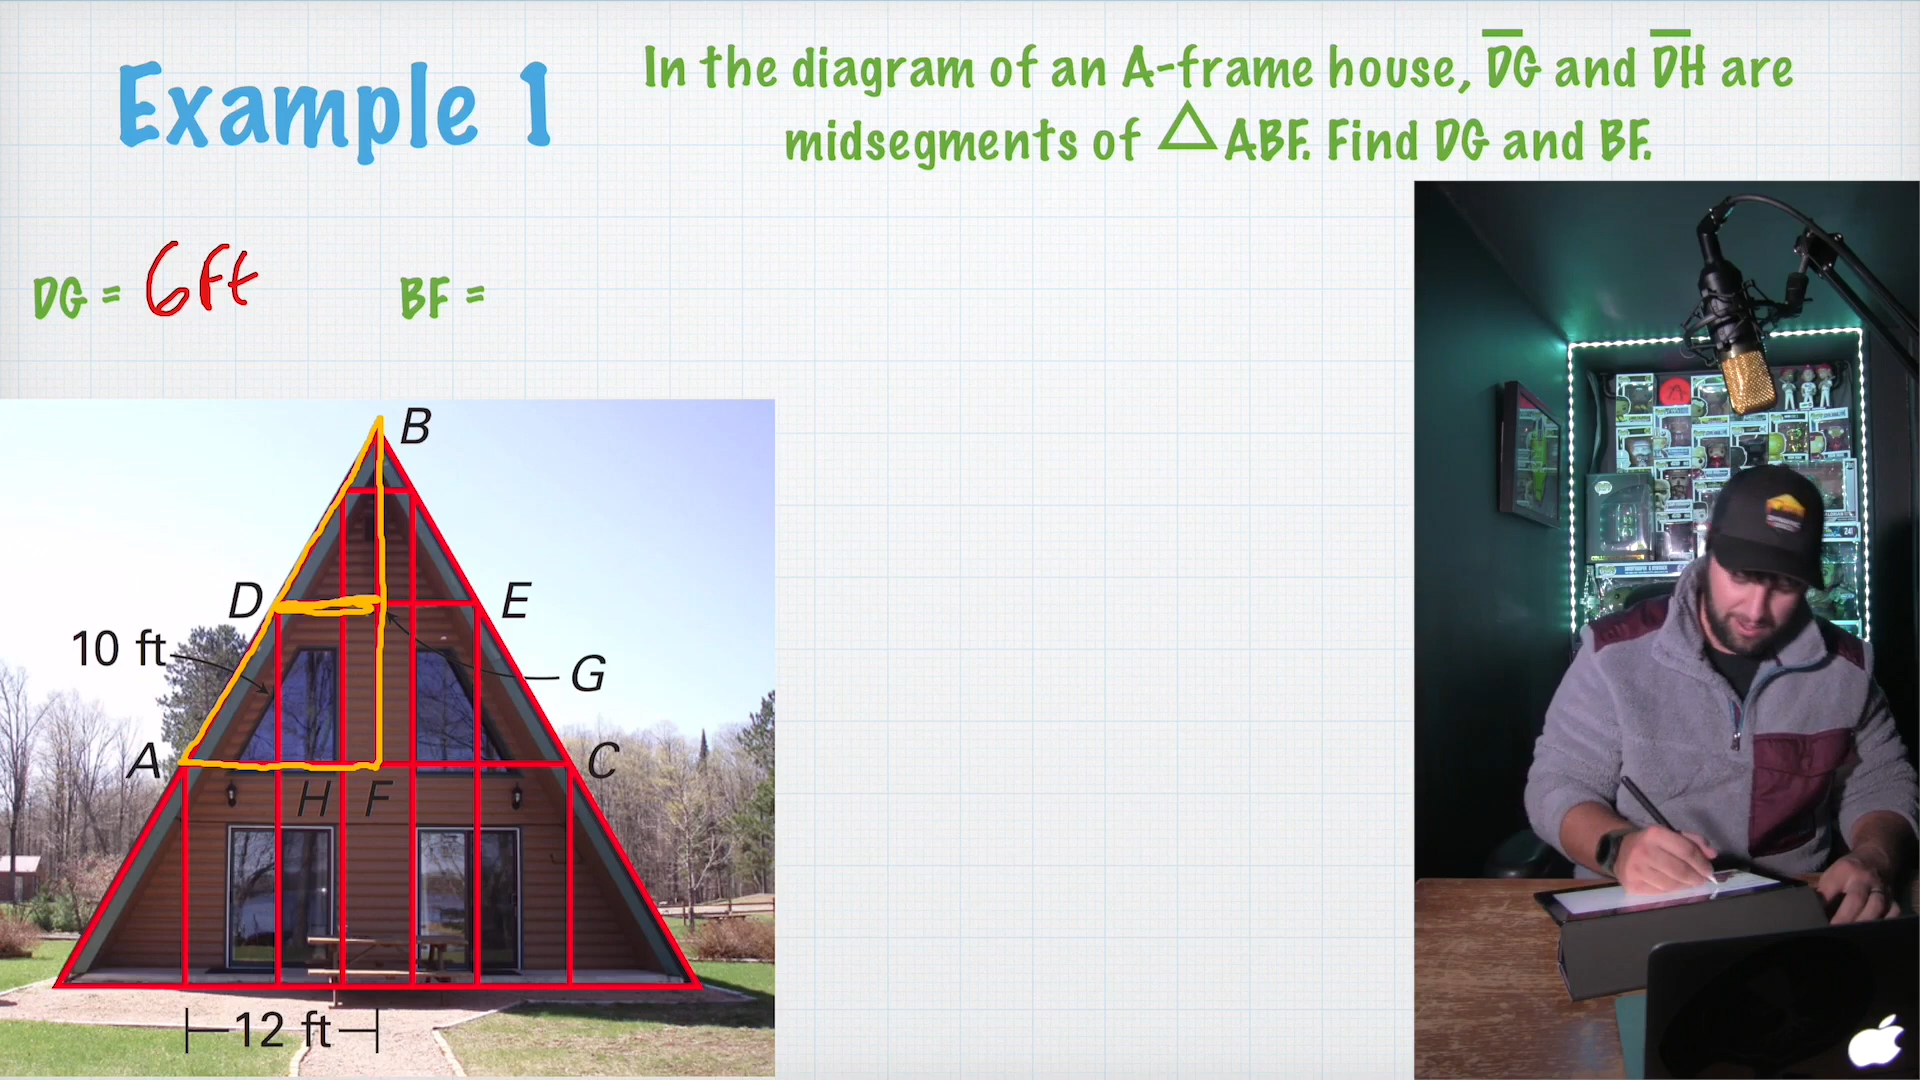 Example 1
In the diagram of an A-frame house, DG and DH are
midsegments of △ABF. Find DG and BF.
DG = 6ft
BF =
B
D
E
10 ft
G
A
C
H
F
12 ft